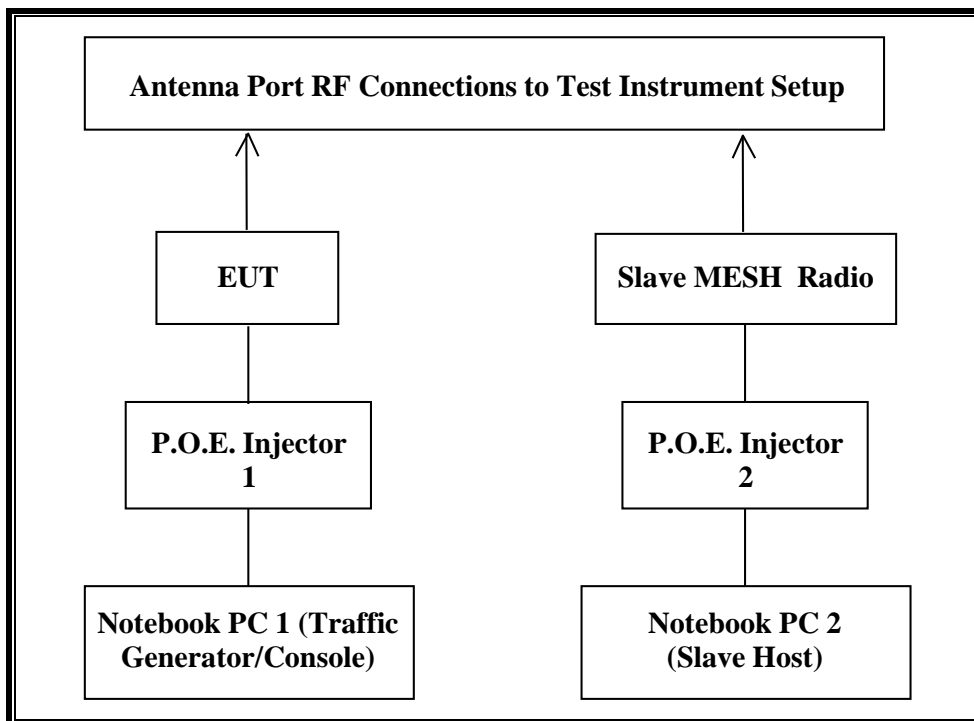 Antenna Port RF Connections to Test Instrument Setup
EUT
Slave MESH Radio
P.O.E. Injector
1
P.O.E. Injector
2
Notebook PC 1 (Traffic
Generator/Console)
Notebook PC 2
(Slave Host)